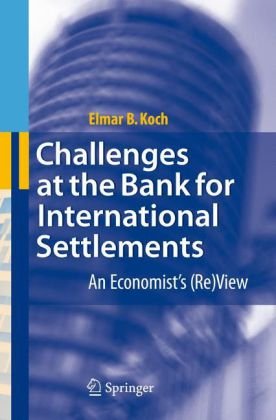 Elmar B. Koch
Challenges
at the Bank for
International
Settlements
An Economist's (Re)View
Springer